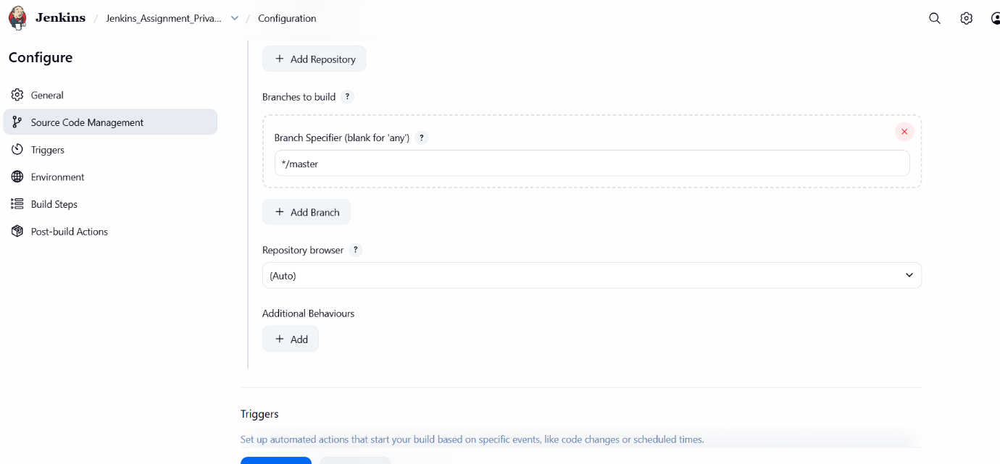 Jenkins / Jenkins_Assignment_Priva... / Configuration
Configure
General
Source Code Management
Triggers
Environment
Build Steps
Post-build Actions
+ Add Repository
Branches to build ?
Branch Specifier (blank for 'any') ?
*/master
+ Add Branch
Repository browser ?
(Auto)
Additional Behaviours
+ Add
Triggers
Set up automated actions that start your build based on specific events, like code changes or scheduled times.